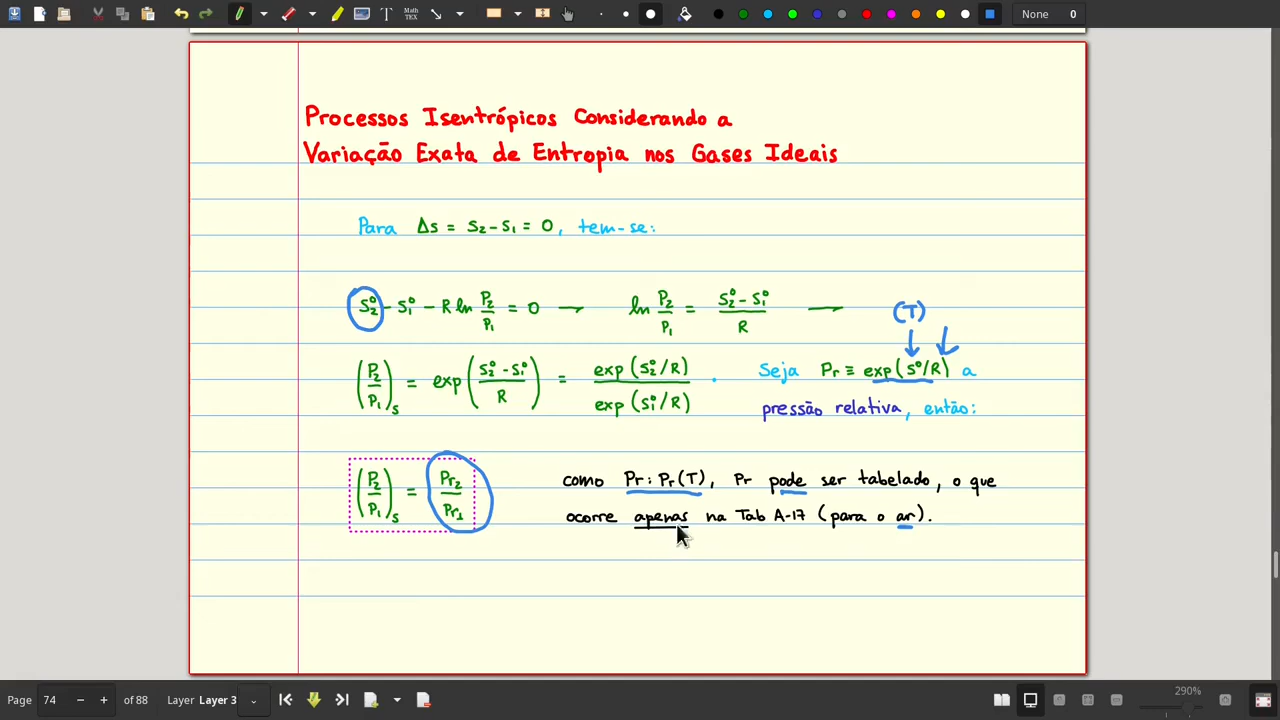 None 0
Processos Isentrópicos Considerando a
Variação Exata de Entropia nos Gases Ideais
Para Δs = s₂-s₁ = 0, tem-se:
s₂° - s₁° - R ln P₂/P₁ = 0 → ln P₂/P₁ = (s₂° - s₁°)/R →
(T)
(P₂/P₁)s = exp((s₂° - s₁°)/R) = exp(s₂°/R)/exp(s₁°/R) . Seja Pr ≡ exp(s°/R) a
pressão relativa, então:
(P₂/P₁)s = Pr₂/Pr₁ como Pr: Pr(T), Pr pode ser tabelado, o que
ocorre apenas na Tab A-17 (para o ar).
Page 74 − + of 88 Layer Layer 3
290%